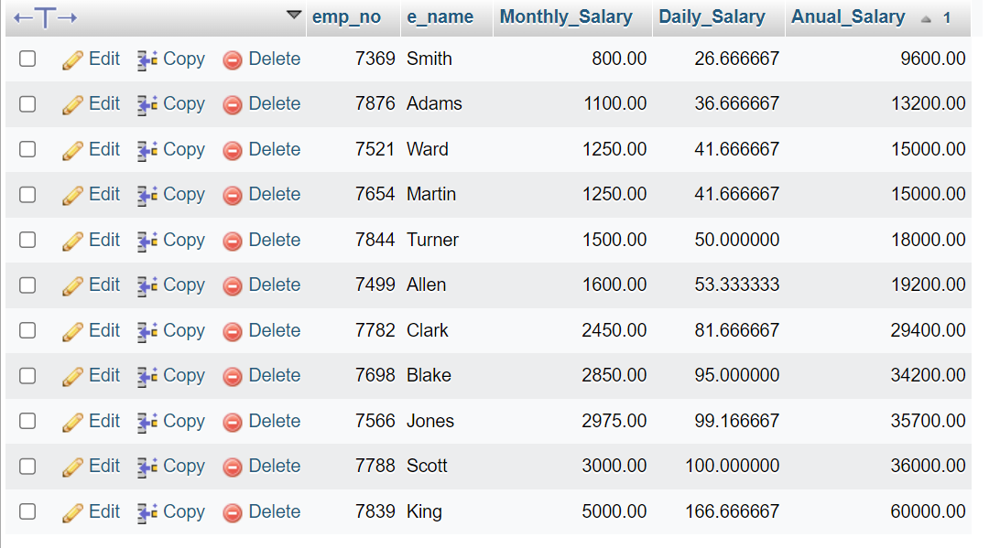 ←T→ emp_no e_name Monthly_Salary Daily_Salary Anual_Salary 1
Edit Copy Delete 7369 Smith 800.00 26.666667 9600.00
Edit Copy Delete 7876 Adams 1100.00 36.666667 13200.00
Edit Copy Delete 7521 Ward 1250.00 41.666667 15000.00
Edit Copy Delete 7654 Martin 1250.00 41.666667 15000.00
Edit Copy Delete 7844 Turner 1500.00 50.000000 18000.00
Edit Copy Delete 7499 Allen 1600.00 53.333333 19200.00
Edit Copy Delete 7782 Clark 2450.00 81.666667 29400.00
Edit Copy Delete 7698 Blake 2850.00 95.000000 34200.00
Edit Copy Delete 7566 Jones 2975.00 99.166667 35700.00
Edit Copy Delete 7788 Scott 3000.00 100.000000 36000.00
Edit Copy Delete 7839 King 5000.00 166.666667 60000.00